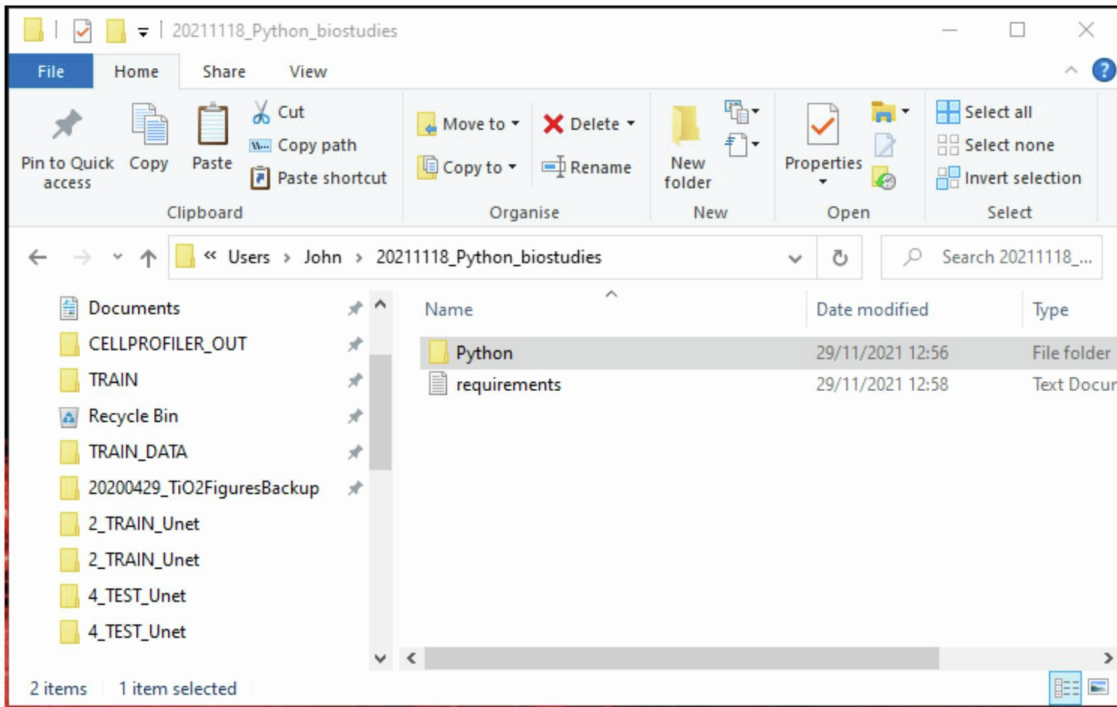 20211118_Python_biostudies
File Home Share View
Pin to Quick access
Copy
Paste
Cut
Copy path
Paste shortcut
Move to
Copy to
Delete
Rename
New folder
Properties
Select all
Select none
Invert selection
Clipboard Organise New Open Select
« Users > John > 20211118_Python_biostudies
Search 20211118_...
Documents
CELLPROFILER_OUT
TRAIN
Recycle Bin
TRAIN_DATA
20200429_TiO2FiguresBackup
2_TRAIN_Unet
2_TRAIN_Unet
4_TEST_Unet
4_TEST_Unet
Name Date modified Type
Python 29/11/2021 12:56 File folder
requirements 29/11/2021 12:58 Text Docur
2 items 1 item selected